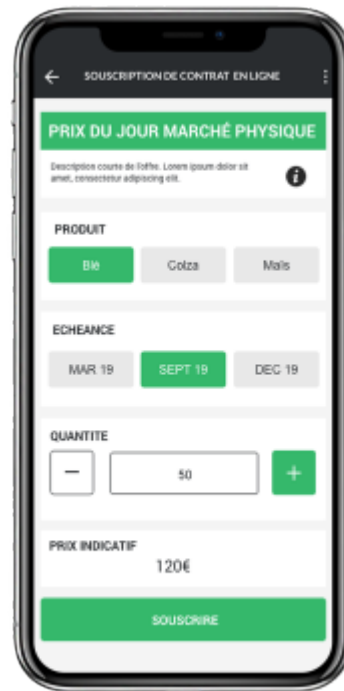 SOUSCRIPTION DE CONTRAT EN LIGNE
PRIX DU JOUR MARCHÉ PHYSIQUE
Description courte de l'offre. Lorem ipsum dolor sit
amet, consectetur adipiscing elit.
i
PRODUIT
Blé Colza Maïs
ECHEANCE
MAR 19 SEPT 19 DEC 19
QUANTITE
− 50 +
PRIX INDICATIF
120€
SOUSCRIRE